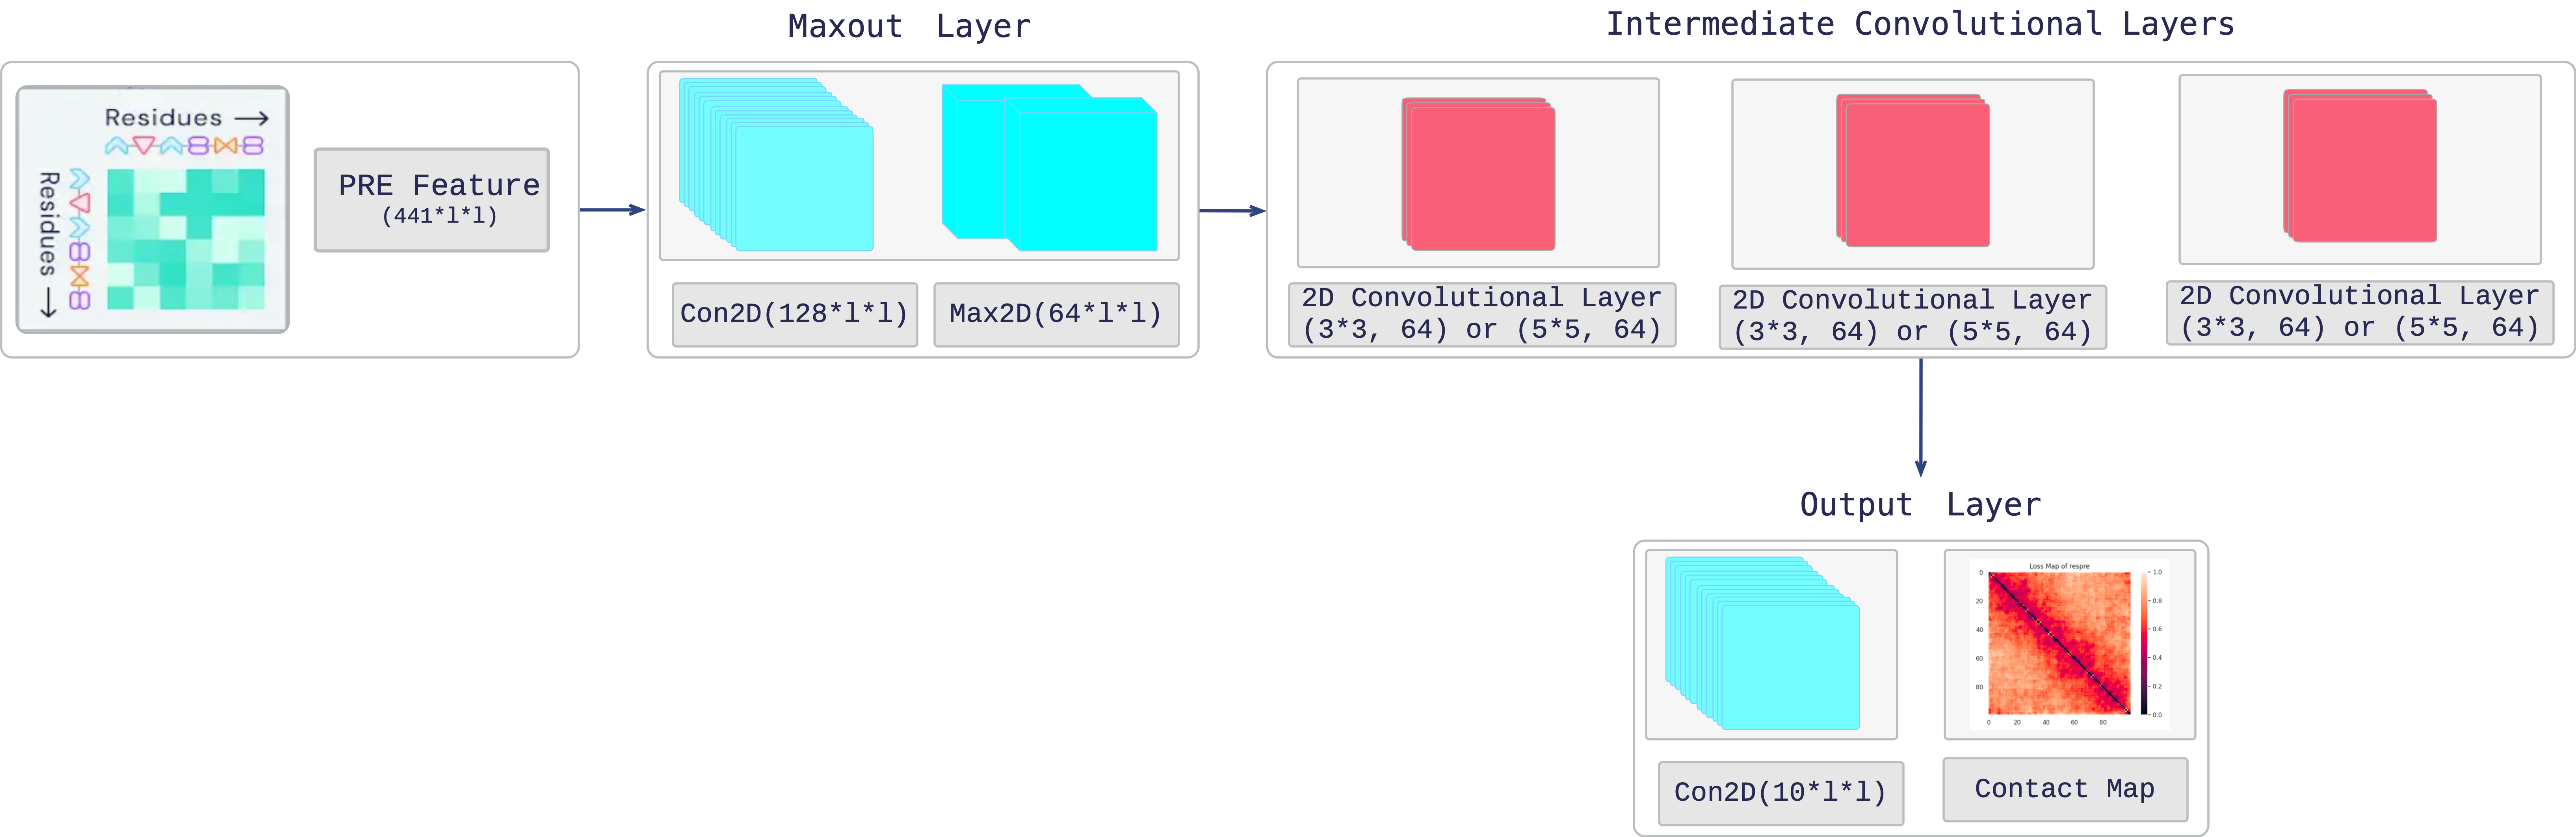 Maxout Layer
Intermediate Convolutional Layers
Residues →
Residues →
PRE Feature
(441*l*l)
Con2D(128*l*l)
Max2D(64*l*l)
2D Convolutional Layer
(3*3, 64) or (5*5, 64)
2D Convolutional Layer
(3*3, 64) or (5*5, 64)
2D Convolutional Layer
(3*3, 64) or (5*5, 64)
Output Layer
Loss Map of respre
0
20
40
60
80
0 20 40 60 80
1.0
0.8
0.6
0.4
0.2
0.0
Con2D(10*l*l)
Contact Map